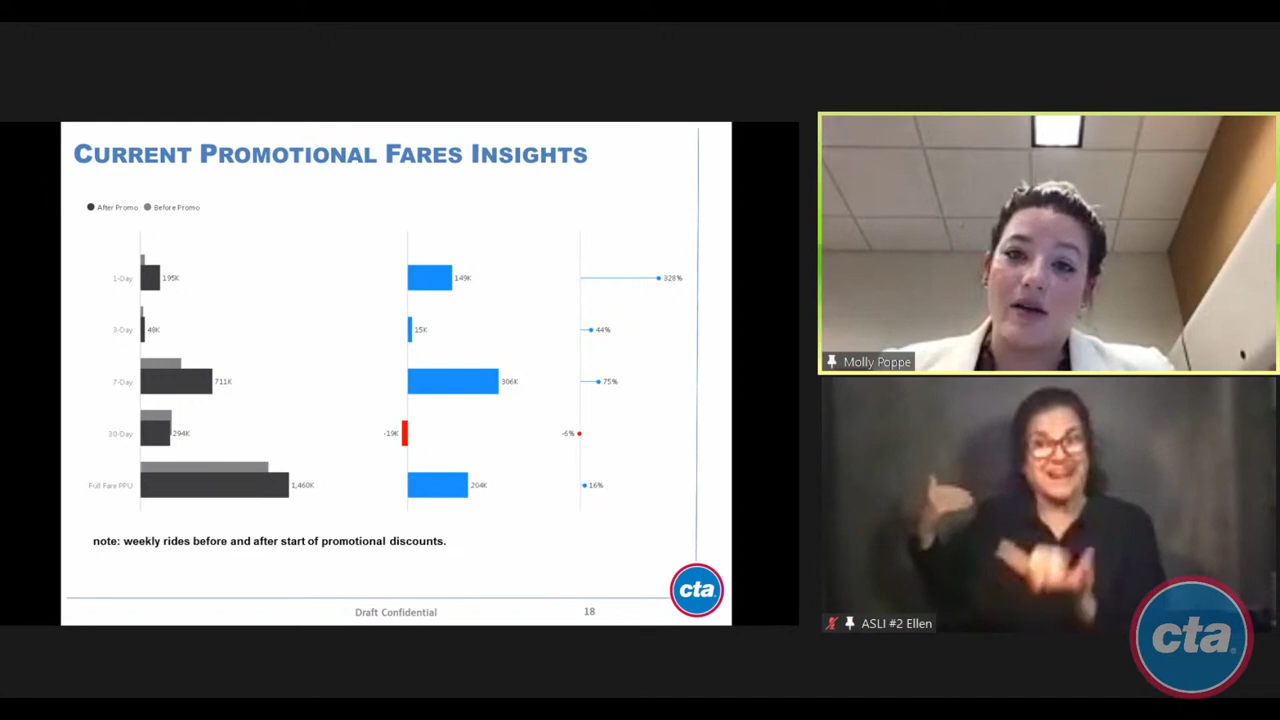 CURRENT PROMOTIONAL FARES INSIGHTS
After Promo Before Promo
1-Day 195K 149K 328%
3-Day 48K 15K 44%
7-Day 711K 306K 75%
30-Day 294K -19K -6%
Full Fare PPU 1,460K 204K 16%
note: weekly rides before and after start of promotional discounts.
cta
Draft Confidential 18
Molly Poppe
ASLI #2 Ellen
cta